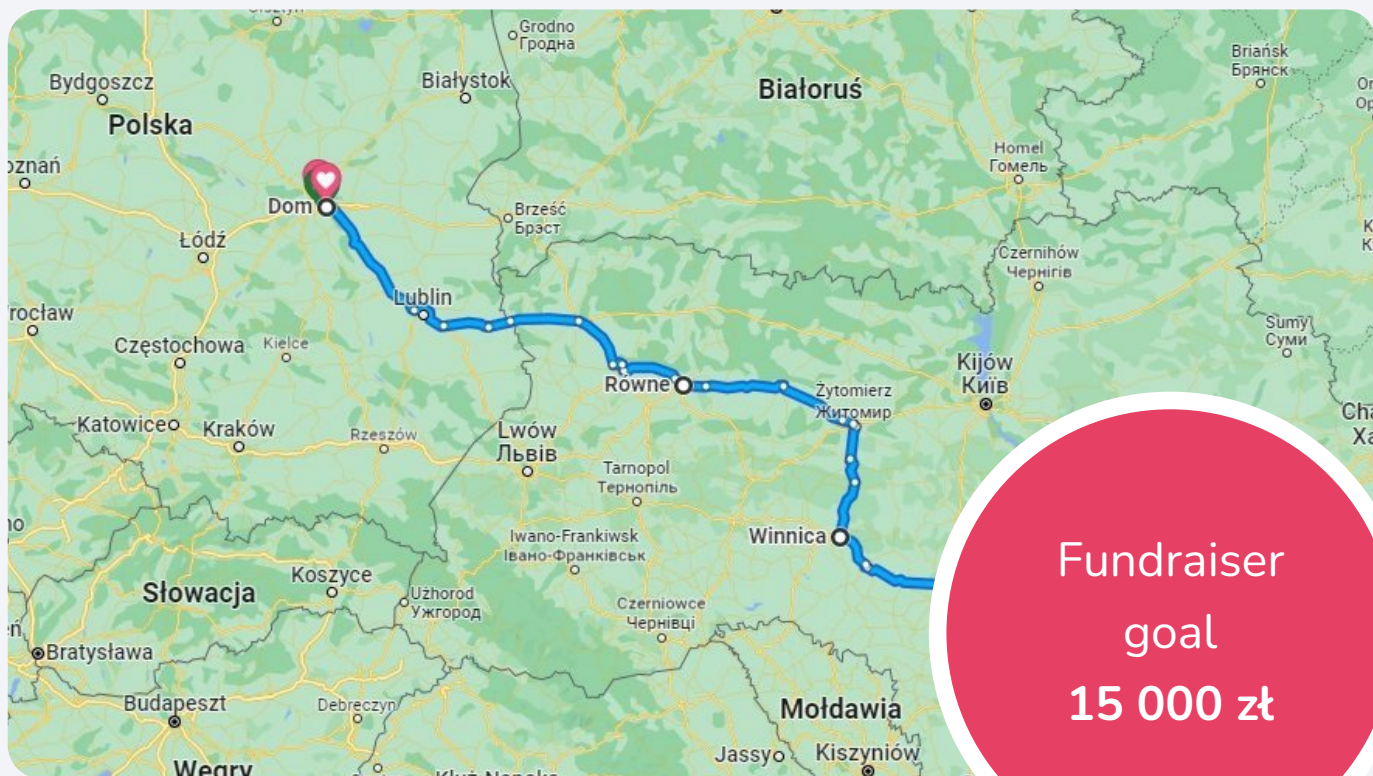 Grodno
Гродна
Briańsk
Брянск
Białystok
Białoruś
Bydgoszcz
Polska
Homel
Гомель
oznań
Dom
Brześć
Брэст
Łódź
Czernihów
Чернігів
Lublin
rocław
Sumy
Суми
Częstochowa
Kielce
Kijów
Київ
Równe
Żytomierz
Житомир
Katowice
Kraków
Rzeszów
Lwów
Львів
Tarnopol
Тернопіль
Iwano-Frankiwsk
Івано-Франківськ
Winnica
Fundraiser
goal
15 000 zł
Koszyce
Słowacja
Użhorod
Ужгород
Czerniowce
Чернівці
Bratysława
Budapeszt
Debreczyn
Mołdawia
Jassy
Kiszyniów
Węgry